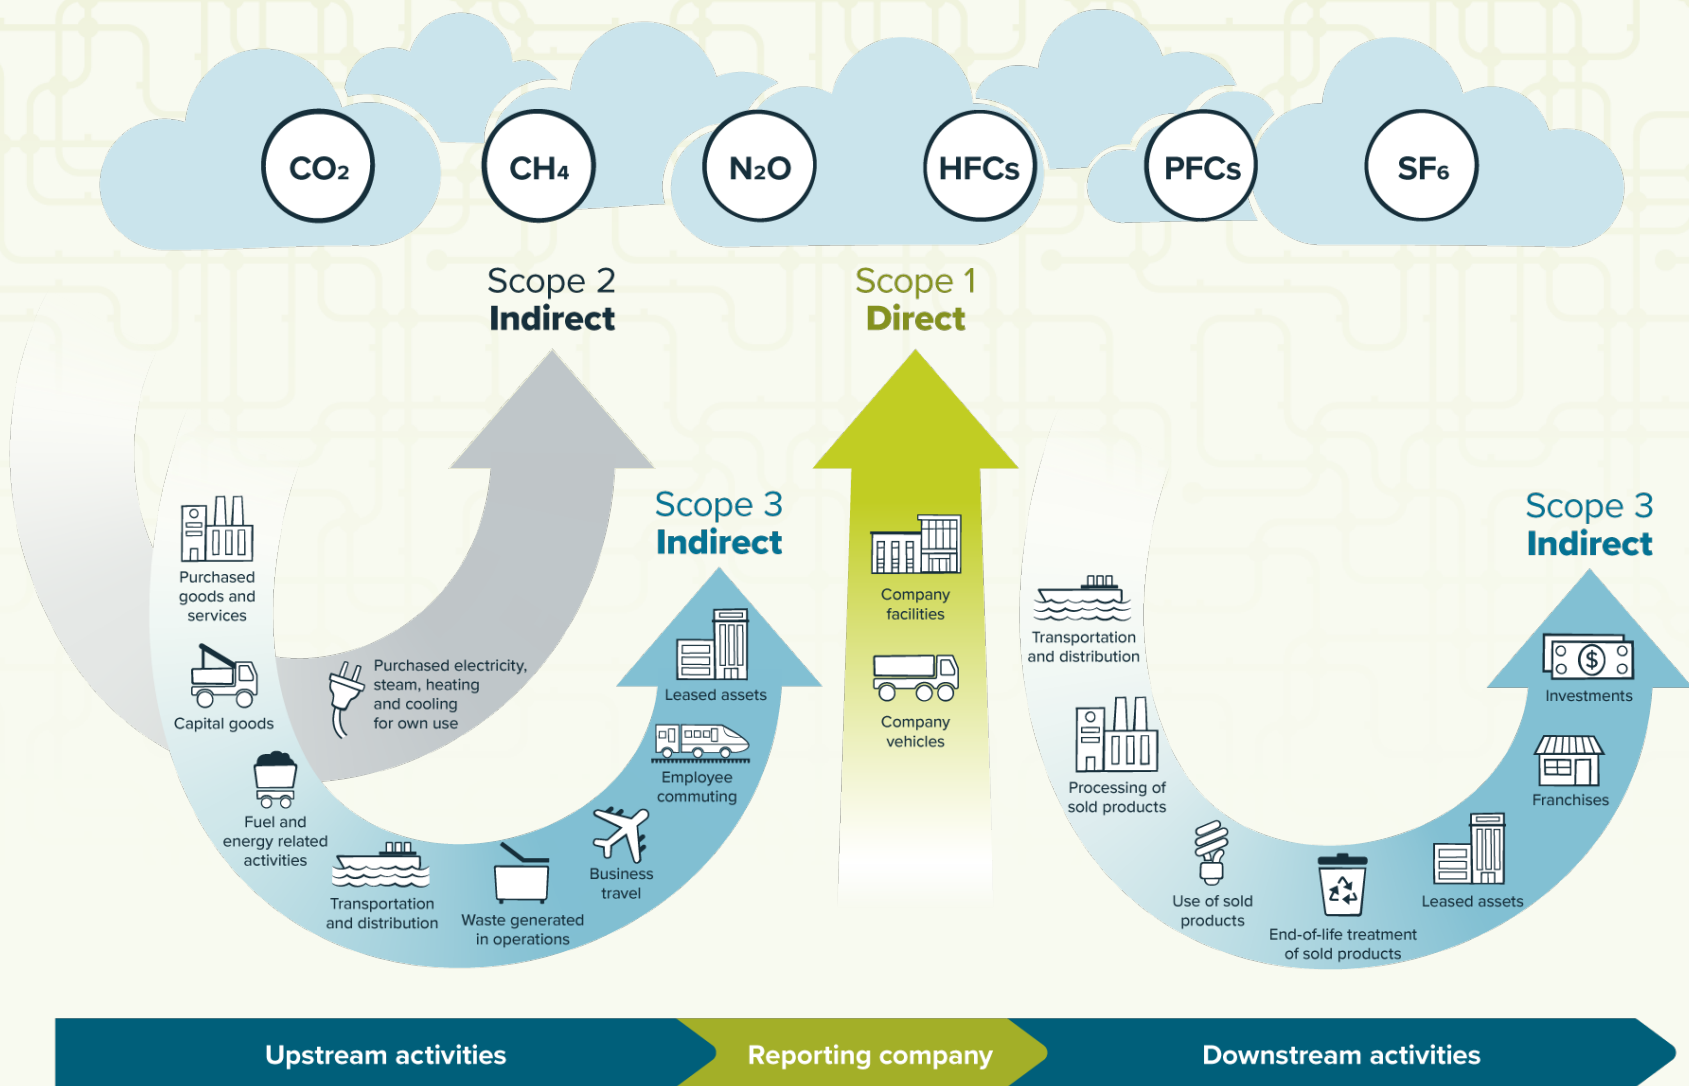 CO₂
CH₄
N₂O
HFCs
PFCs
SF₆
Scope 2
Indirect
Scope 1
Direct
Scope 3
Indirect
Scope 3
Indirect
Purchased
goods and
services
Capital goods
Fuel and
energy related
activities
Transportation
and distribution
Waste generated
in operations
Business
travel
Employee
commuting
Leased assets
Purchased electricity,
steam, heating
and cooling
for own use
Company
facilities
Company
vehicles
Transportation
and distribution
Processing of
sold products
Use of sold
products
End-of-life treatment
of sold products
Leased assets
Franchises
Investments
$
Upstream activities
Reporting company
Downstream activities